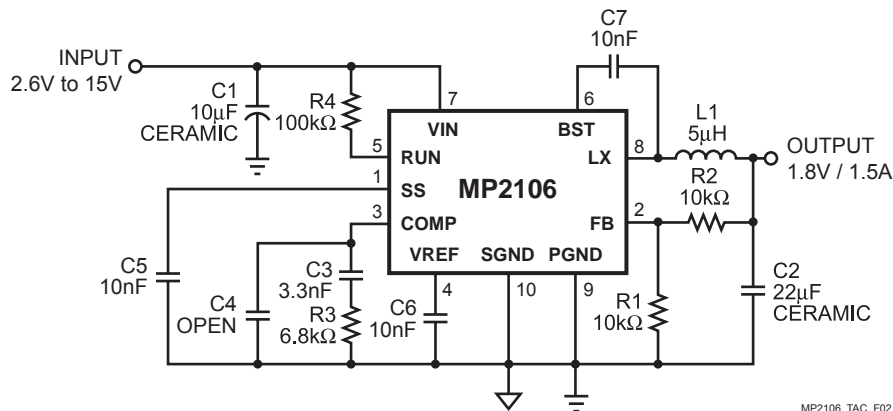 INPUT
2.6V to 15V
C1
10µF
CERAMIC
R4
100kΩ
C7
10nF
7
6
VIN
BST
5
RUN
LX
8
L1
5µH
OUTPUT
1.8V / 1.5A
1
SS
MP2106
R2
10kΩ
3
COMP
FB
2
VREF
SGND
PGND
C5
10nF
C4
OPEN
C3
3.3nF
R3
6.8kΩ
4
C6
10nF
10
9
R1
10kΩ
C2
22µF
CERAMIC
MP2106_TAC_F02